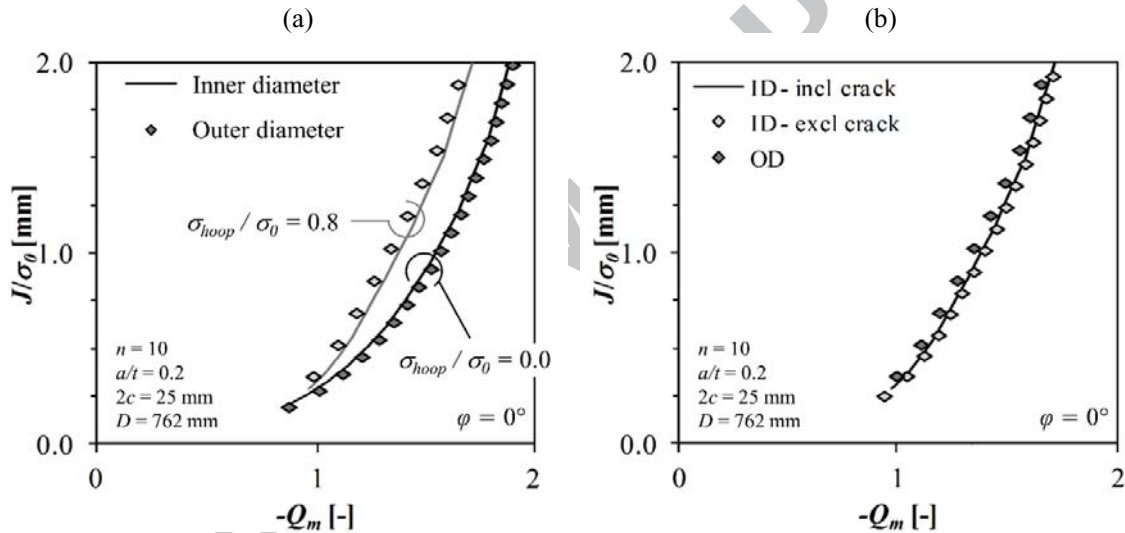 (a)
2.0
1.0
0.0
0
1
2
J/σ0 [mm]
-Qm [-]
Inner diameter
Outer diameter
σhoop / σ0 = 0.8
σhoop / σ0 = 0.0
n = 10
a/t = 0.2
2c = 25 mm
D = 762 mm
φ = 0°
(b)
2.0
1.0
0.0
0
1
2
J/σ0 [mm]
-Qm [-]
ID - incl crack
ID - excl crack
OD
n = 10
a/t = 0.2
2c = 25 mm
D = 762 mm
φ = 0°